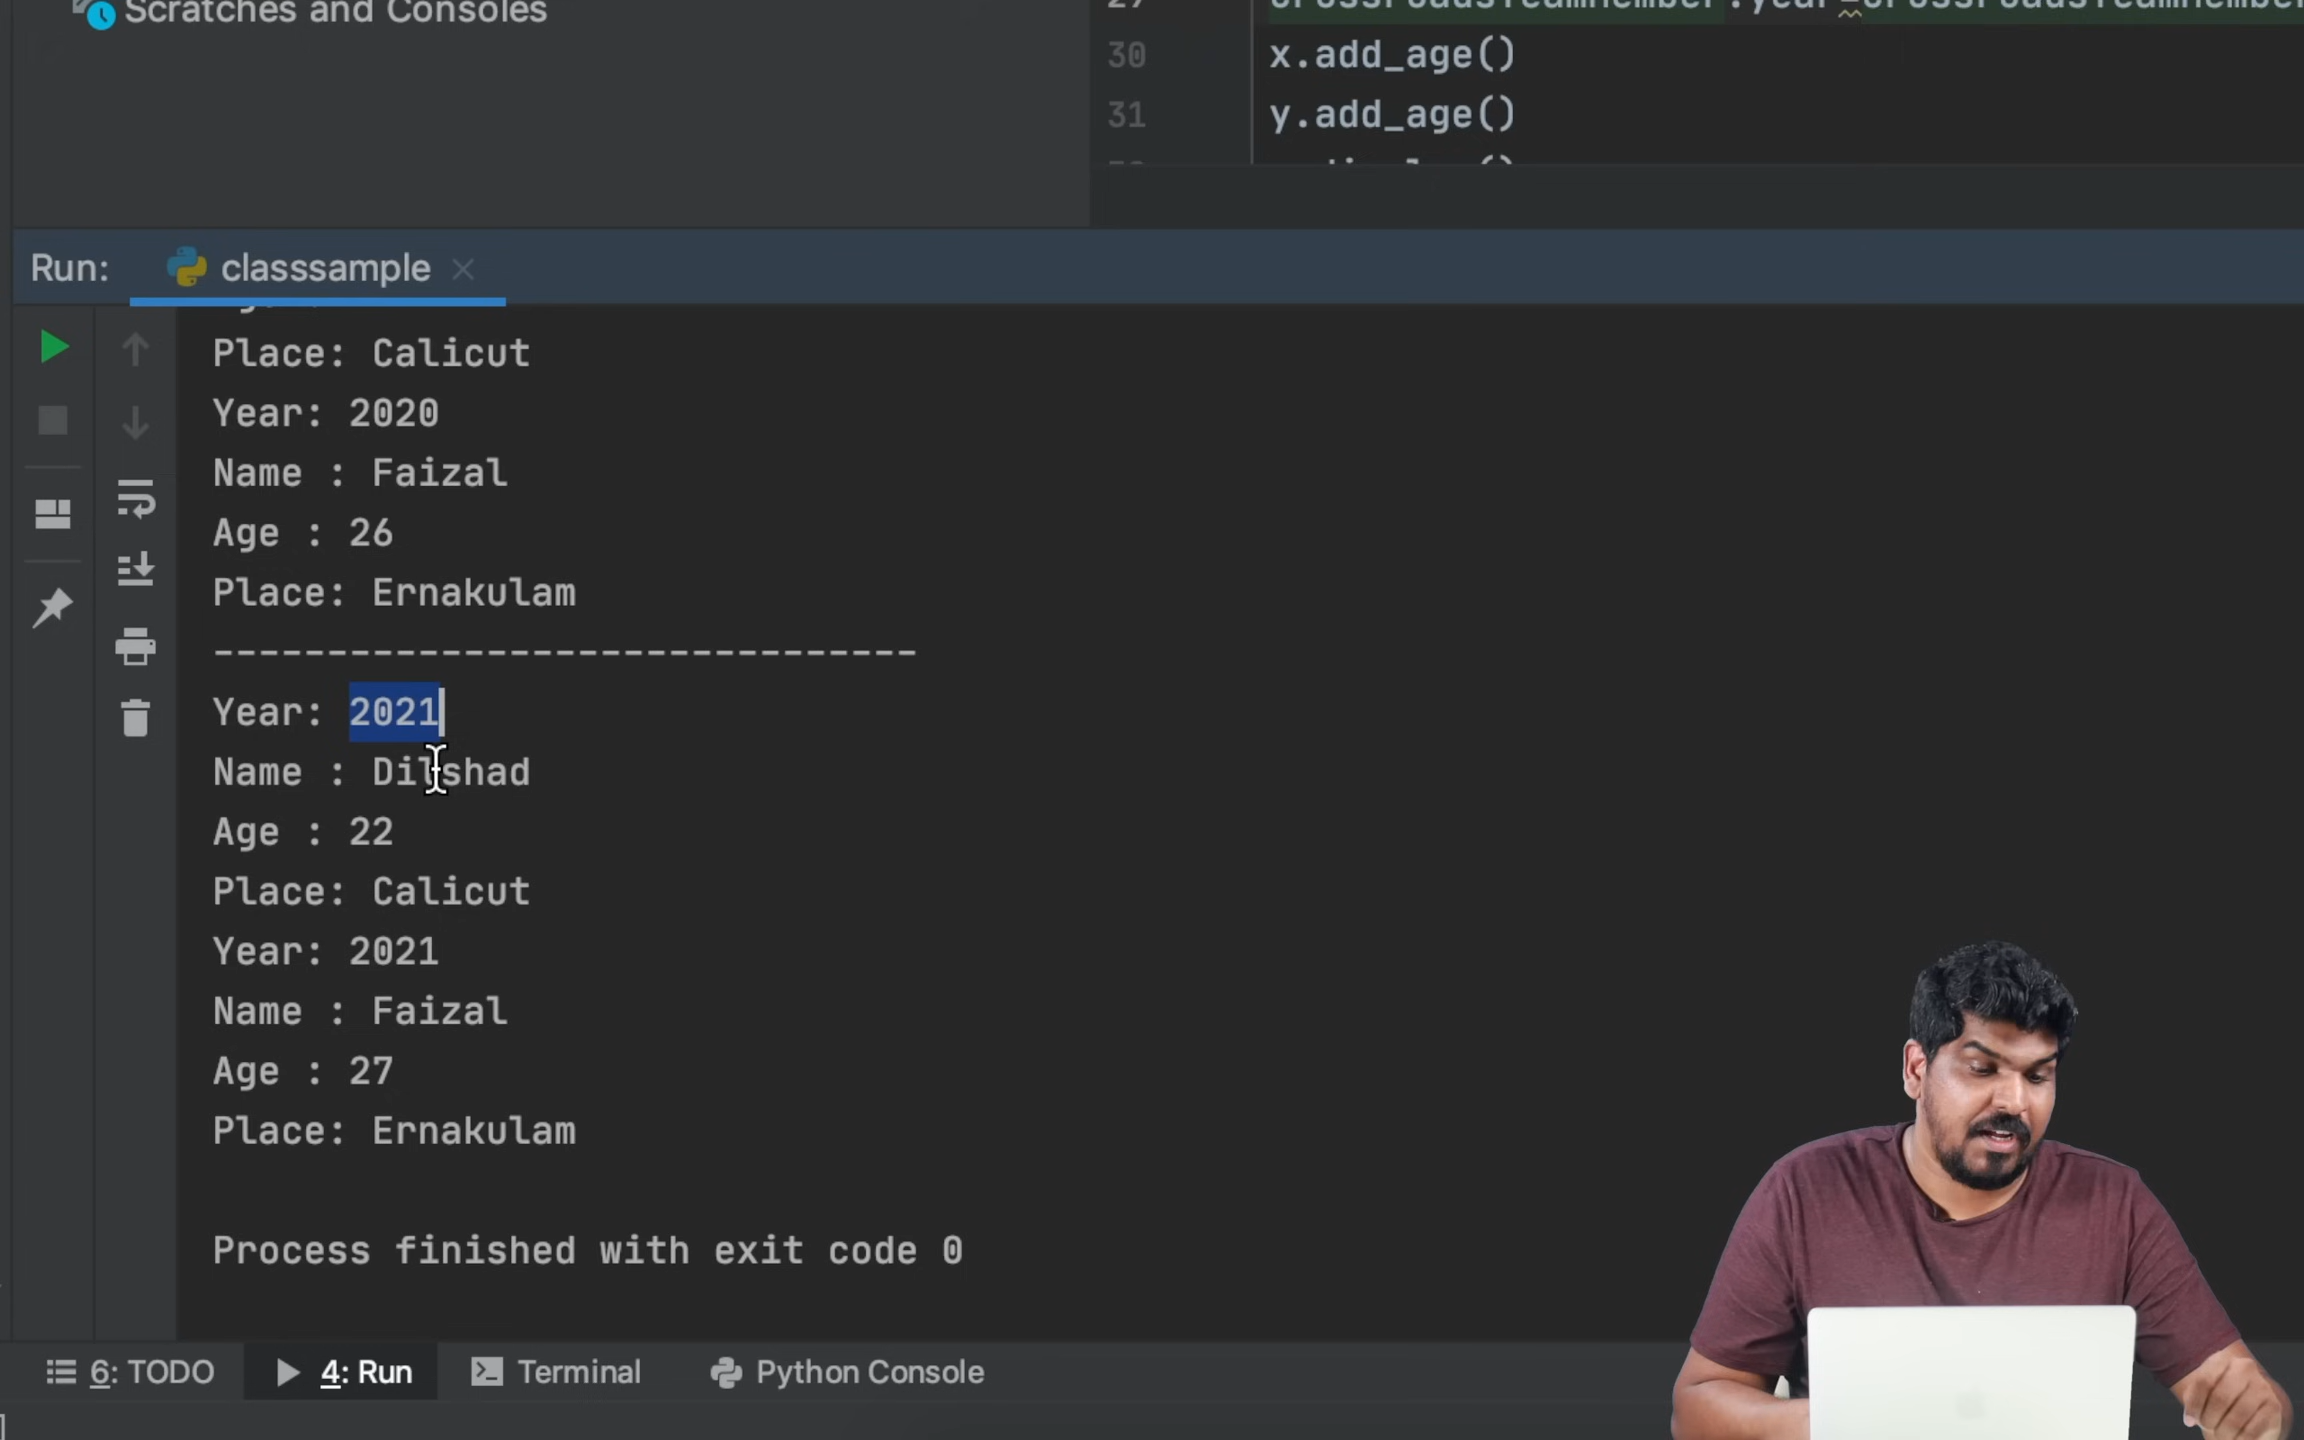 Scratches and Consoles
30 x.add_age()
31 y.add_age()
Run: classsample
Place: Calicut
Year: 2020
Name : Faizal
Age : 26
Place: Ernakulam
-------------------------------
Year: 2021
Name : Dilshad
Age : 22
Place: Calicut
Year: 2021
Name : Faizal
Age : 27
Place: Ernakulam
Process finished with exit code 0
6: TODO
4: Run
Terminal
Python Console